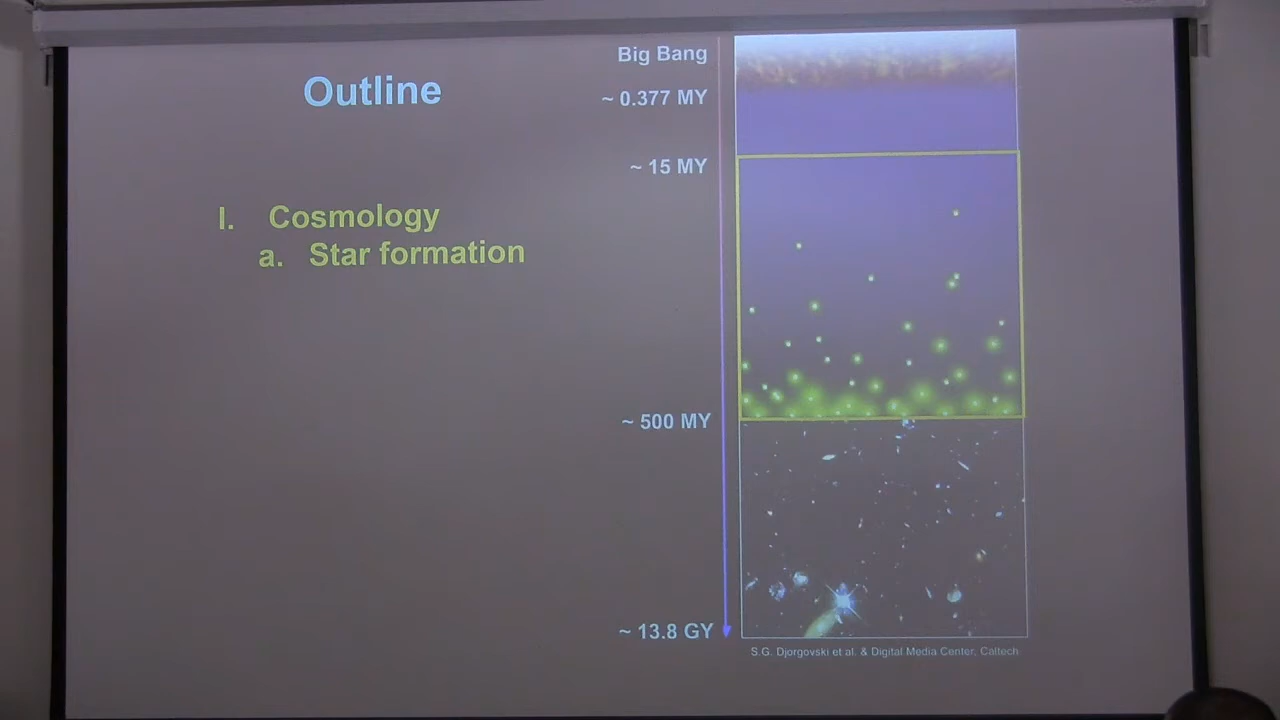 Outline
I. Cosmology
a. Star formation
Big Bang
~ 0.377 MY
~ 15 MY
~ 500 MY
~ 13.8 GY
S.G. Djorgovski et al. & Digital Media Center, Caltech